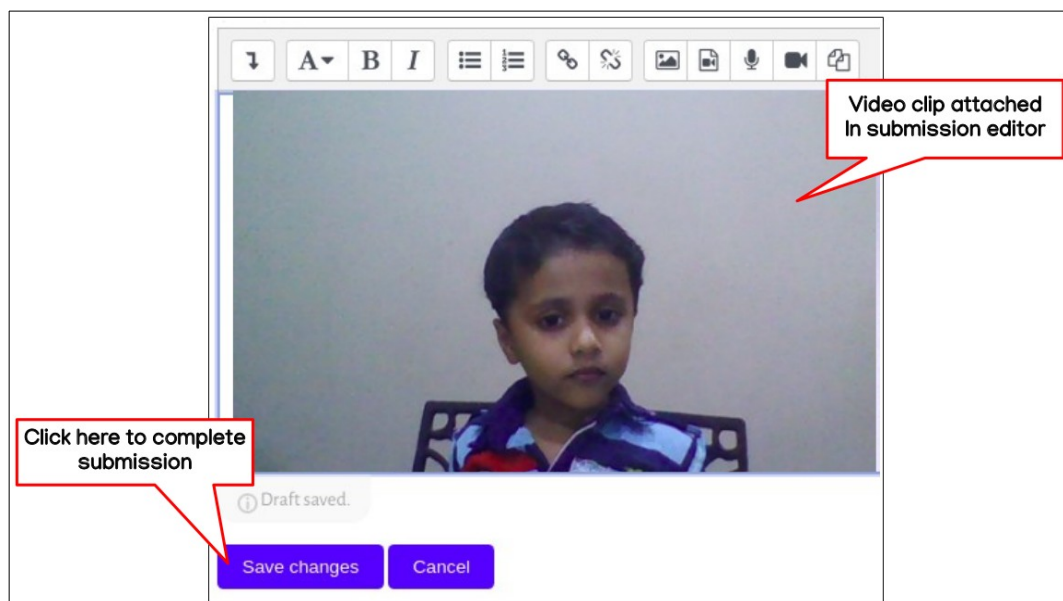 A B I
Video clip attached
In submission editor
Click here to complete
submission
Draft saved.
Save changes Cancel